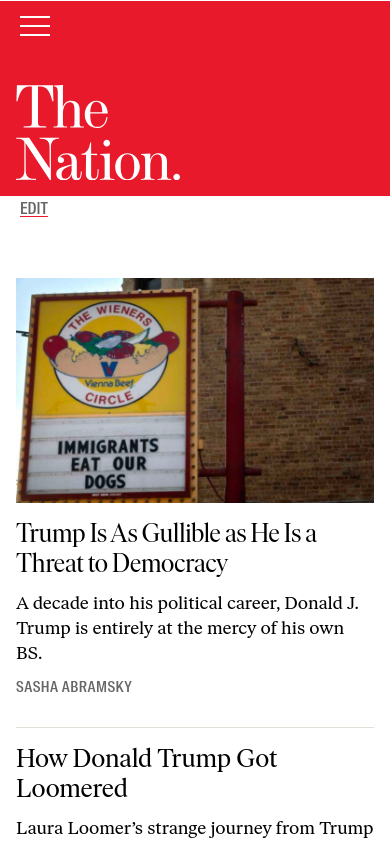 The
Nation.
EDIT
THE WIENERS
Vienna Beef
CIRCLE
IMMIGRANTS
EAT OUR
DOGS
Trump Is As Gullible as He Is a
Threat to Democracy
A decade into his political career, Donald J.
Trump is entirely at the mercy of his own
BS.
SASHA ABRAMSKY
How Donald Trump Got
Loomered
Laura Loomer’s strange journey from Trump